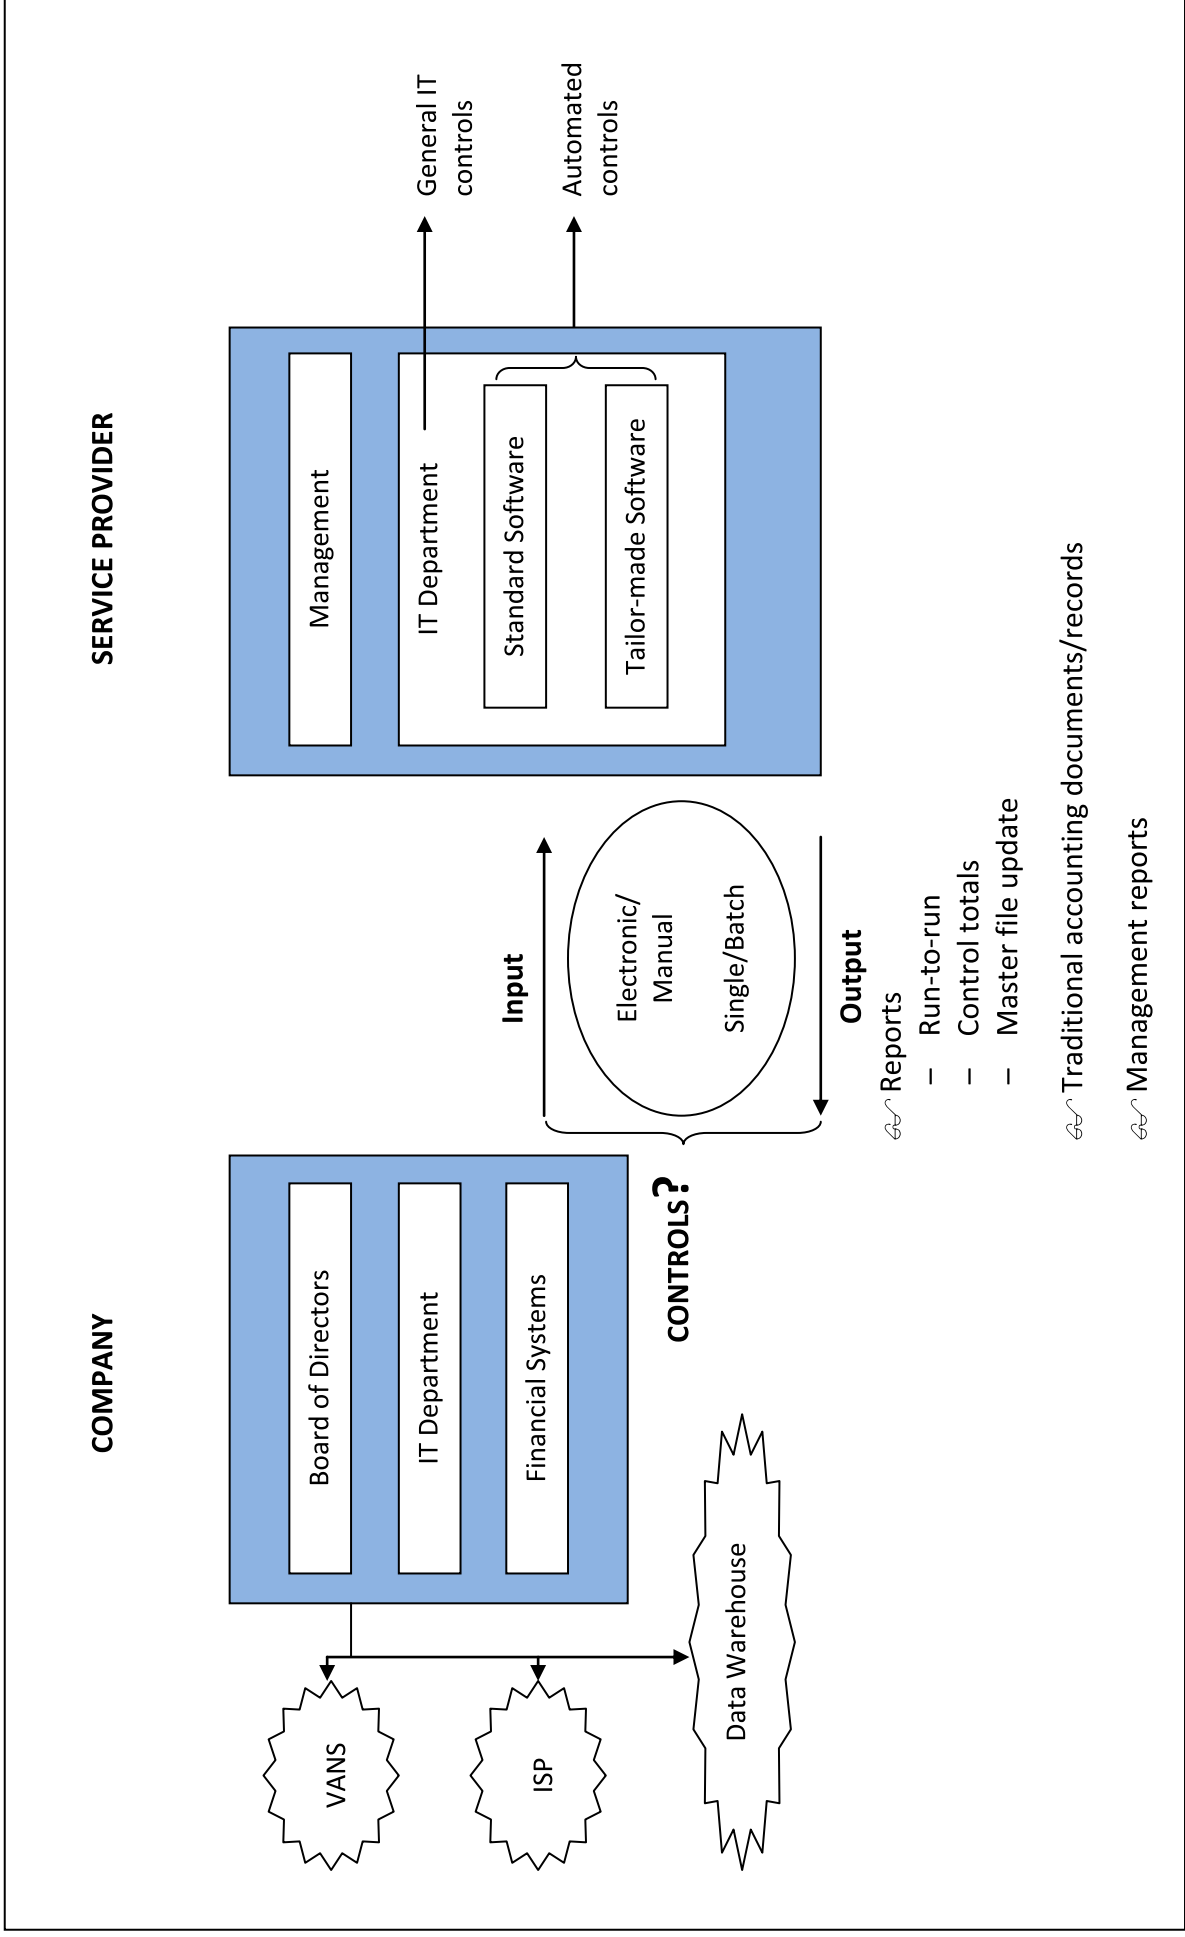 COMPANY
SERVICE PROVIDER
Board of Directors
IT Department
Financial Systems
VANS
ISP
Data Warehouse
CONTROLS?
Input
Electronic/
Manual
Single/Batch
Output
Reports
– Run-to-run
– Control totals
– Master file update
Traditional accounting documents/records
Management reports
Management
IT Department
Standard Software
Tailor-made Software
General IT
controls
Automated
controls